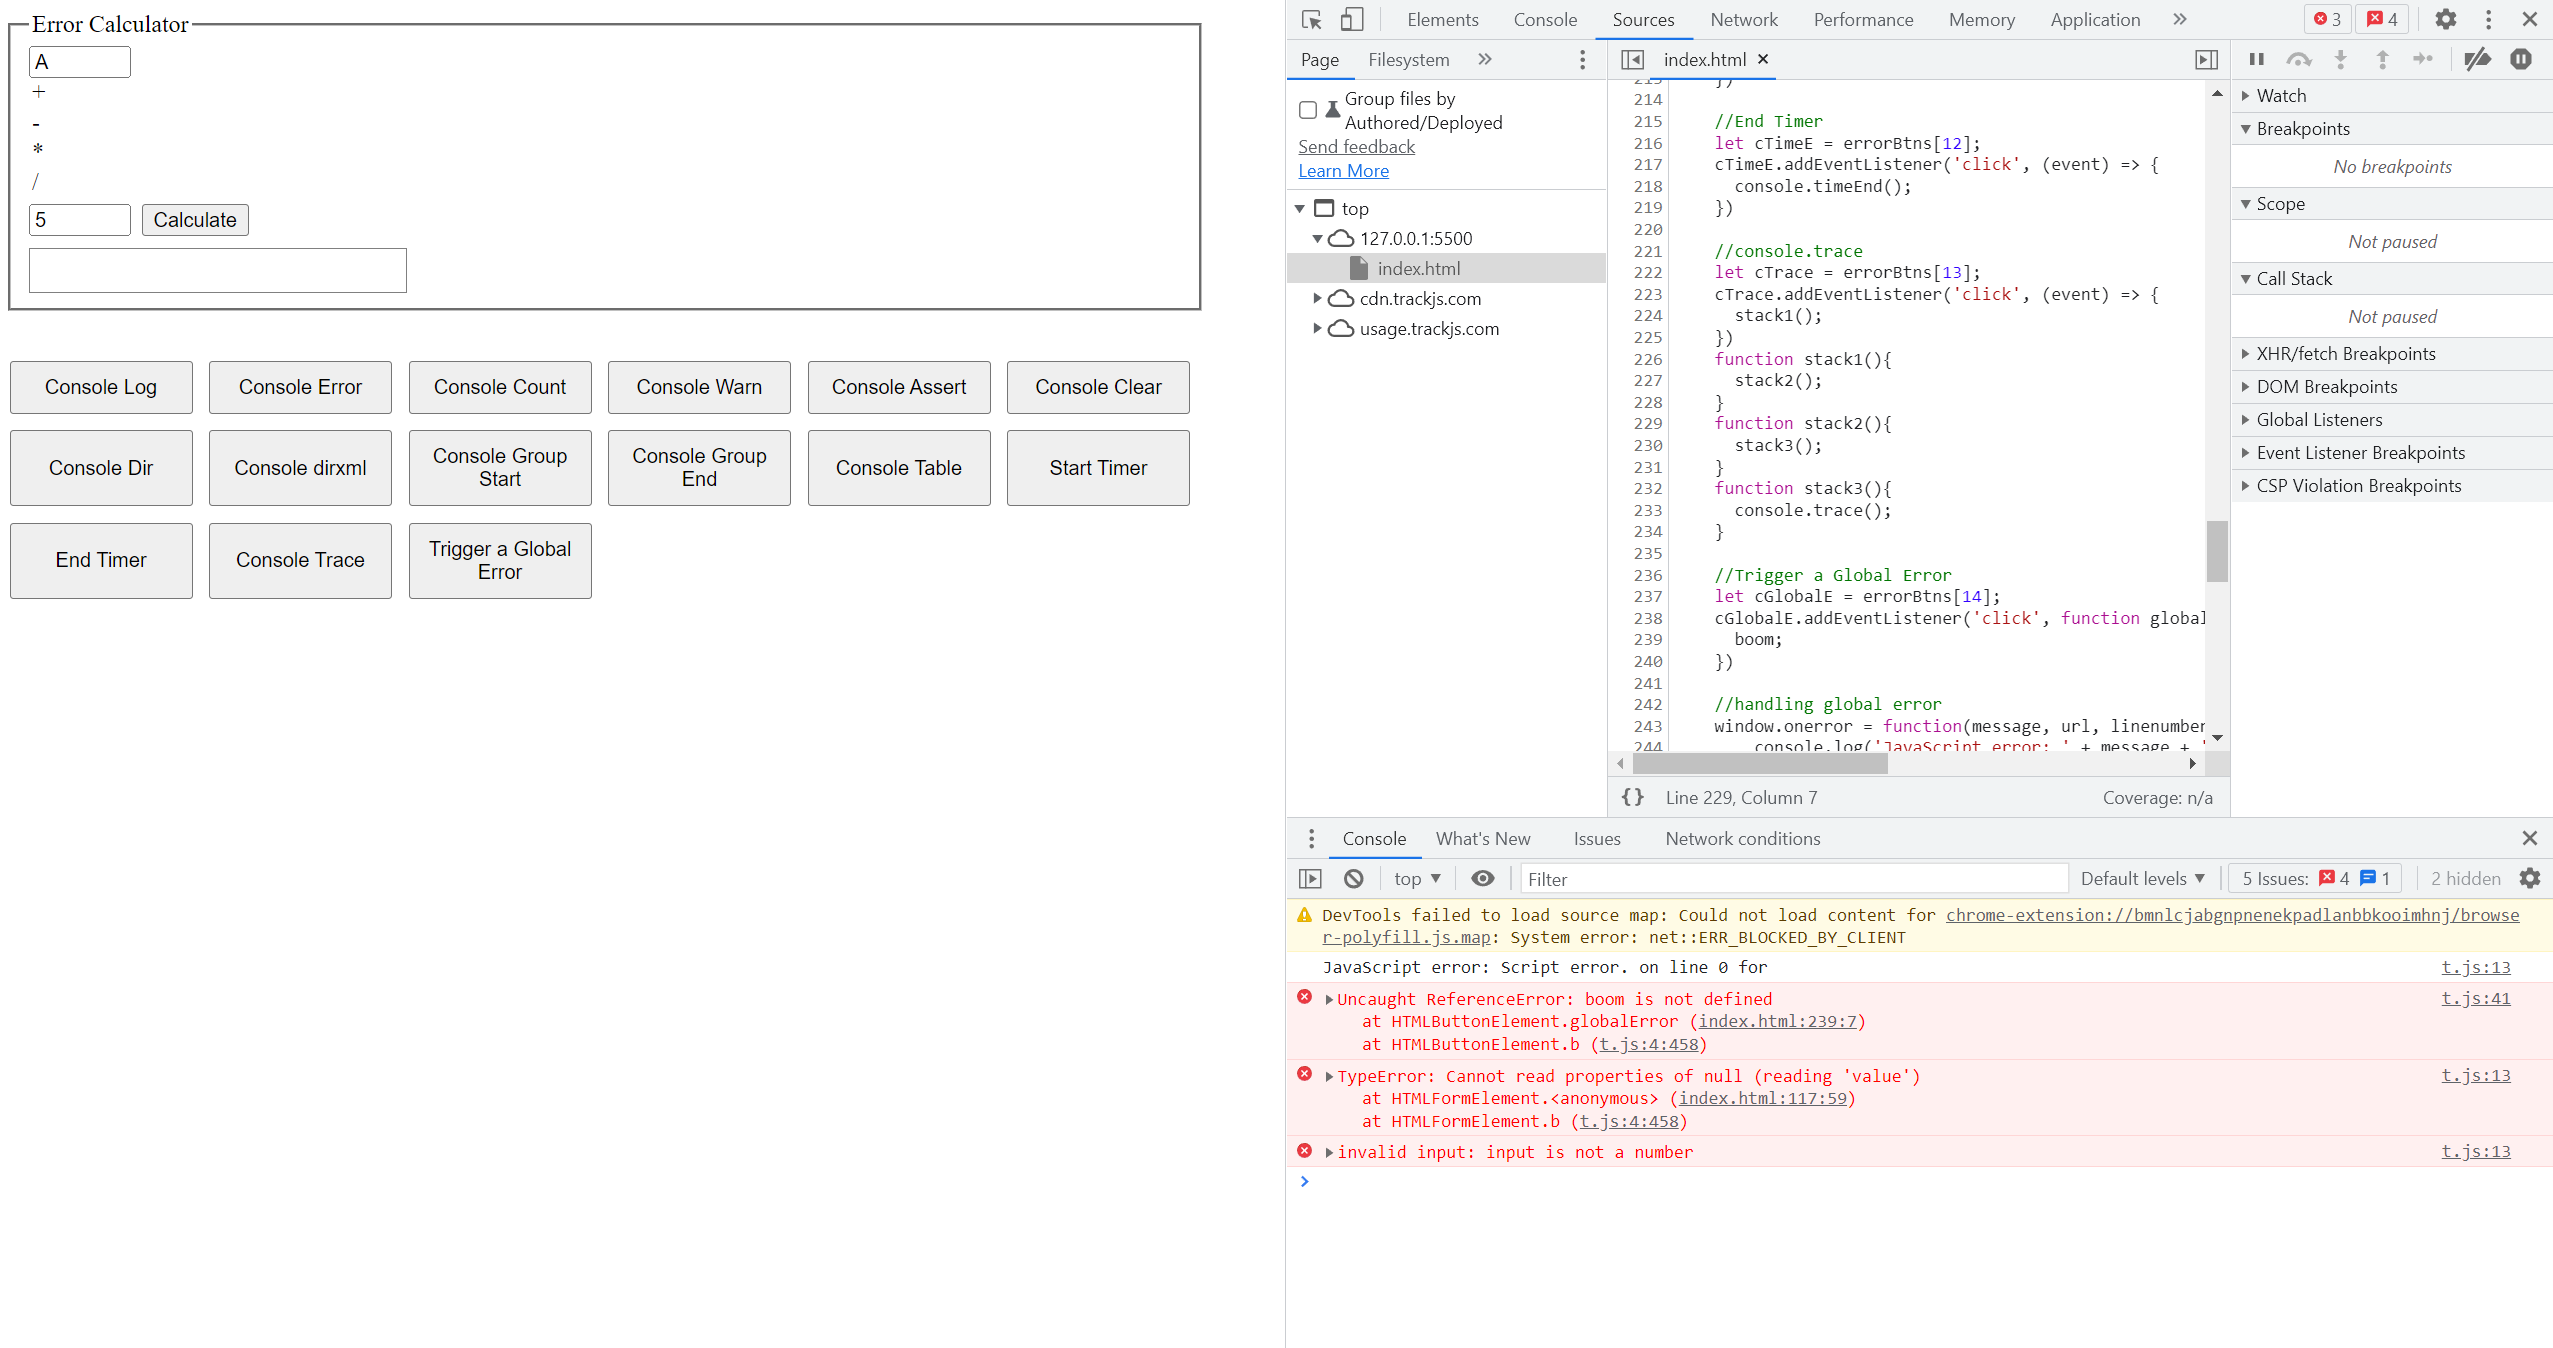 Error Calculator
A
+
-
*
/
5 Calculate
Console Log Console Error Console Count Console Warn Console Assert Console Clear
Console Dir Console dirxml Console Group Start Console Group End Console Table Start Timer
End Timer Console Trace Trigger a Global Error
Elements Console Sources Network Performance Memory Application » 3 4
Page Filesystem »
Group files by
Authored/Deployed
Send feedback
Learn More
top
127.0.0.1:5500
index.html
cdn.trackjs.com
usage.trackjs.com
index.html
213 })
214
215 //End Timer
216 let cTimeE = errorBtns[12];
217 cTimeE.addEventListener('click', (event) => {
218 console.timeEnd();
219 })
220
221 //console.trace
222 let cTrace = errorBtns[13];
223 cTrace.addEventListener('click', (event) => {
224 stack1();
225 })
226 function stack1(){
227 stack2();
228 }
229 function stack2(){
230 stack3();
231 }
232 function stack3(){
233 console.trace();
234 }
235
236 //Trigger a Global Error
237 let cGlobalE = errorBtns[14];
238 cGlobalE.addEventListener('click', function global
239 boom;
240 })
241
242 //handling global error
243 window.onerror = function(message, url, linenumber
244 console.log('JavaScript error: ' + message + '
{} Line 229, Column 7 Coverage: n/a
Watch
Breakpoints
No breakpoints
Scope
Not paused
Call Stack
Not paused
XHR/fetch Breakpoints
DOM Breakpoints
Global Listeners
Event Listener Breakpoints
CSP Violation Breakpoints
Console What's New Issues Network conditions
top Filter Default levels 5 Issues: 4 1 2 hidden
DevTools failed to load source map: Could not load content for chrome-extension://bmnlcjabgnpnenekpadlanbbkooimhnj/browse
r-polyfill.js.map: System error: net::ERR_BLOCKED_BY_CLIENT
JavaScript error: Script error. on line 0 for t.js:13
Uncaught ReferenceError: boom is not defined t.js:41
at HTMLButtonElement.globalError (index.html:239:7)
at HTMLButtonElement.b (t.js:4:458)
TypeError: Cannot read properties of null (reading 'value') t.js:13
at HTMLFormElement.<anonymous> (index.html:117:59)
at HTMLFormElement.b (t.js:4:458)
invalid input: input is not a number t.js:13